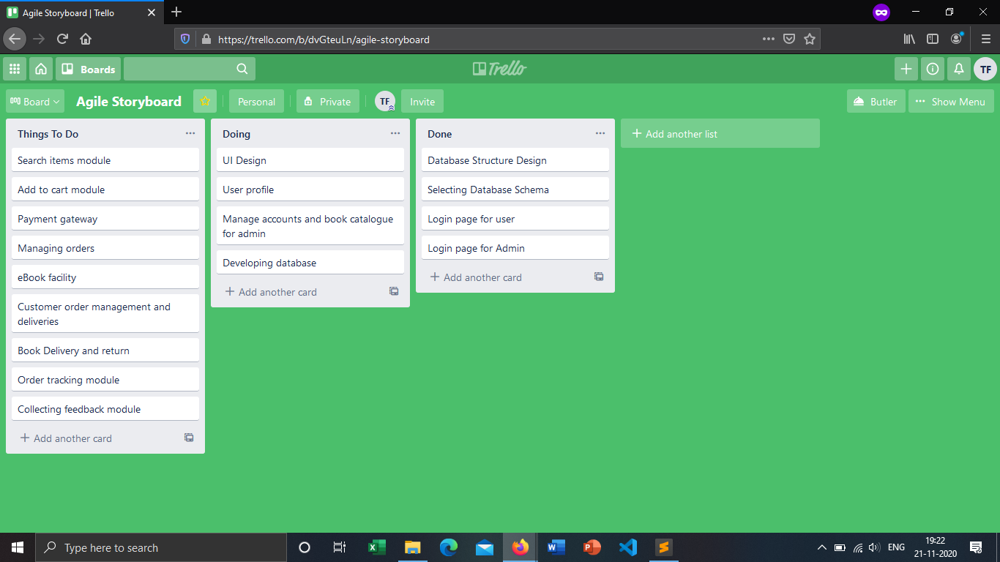 Agile Storyboard | Trello
https://trello.com/b/dvGteuLn/agile-storyboard
Boards
Trello
TF
Board
Agile Storyboard
Personal
Private
TF
Invite
Butler
Show Menu
Things To Do
Search items module
Add to cart module
Payment gateway
Managing orders
eBook facility
Customer order management and
deliveries
Book Delivery and return
Order tracking module
Collecting feedback module
Add another card
Doing
UI Design
User profile
Manage accounts and book catalogue
for admin
Developing database
Add another card
Done
Database Structure Design
Selecting Database Schema
Login page for user
Login page for Admin
Add another card
Add another list
Type here to search
ENG
19:22
21-11-2020